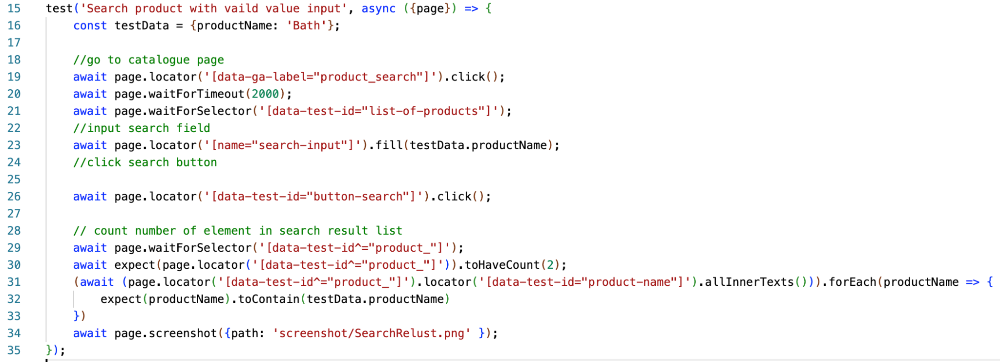 15 test('Search product with vaild value input', async ({page}) => {
16 const testData = {productName: 'Bath'};
17
18 //go to catalogue page
19 await page.locator('[data-ga-label="product_search"]').click();
20 await page.waitForTimeout(2000);
21 await page.waitForSelector('[data-test-id="list-of-products"]');
22 //input search field
23 await page.locator('[name="search-input"]').fill(testData.productName);
24 //click search button
25
26 await page.locator('[data-test-id="button-search"]').click();
27
28 // count number of element in search result list
29 await page.waitForSelector('[data-test-id^="product_"]');
30 await expect(page.locator('[data-test-id^="product_"]')).toHaveCount(2);
31 (await (page.locator('[data-test-id^="product_"]').locator('[data-test-id="product-name"]').allInnerTexts())).forEach(productName => {
32 expect(productName).toContain(testData.productName)
33 })
34 await page.screenshot({path: 'screenshot/SearchRelust.png' });
35 });